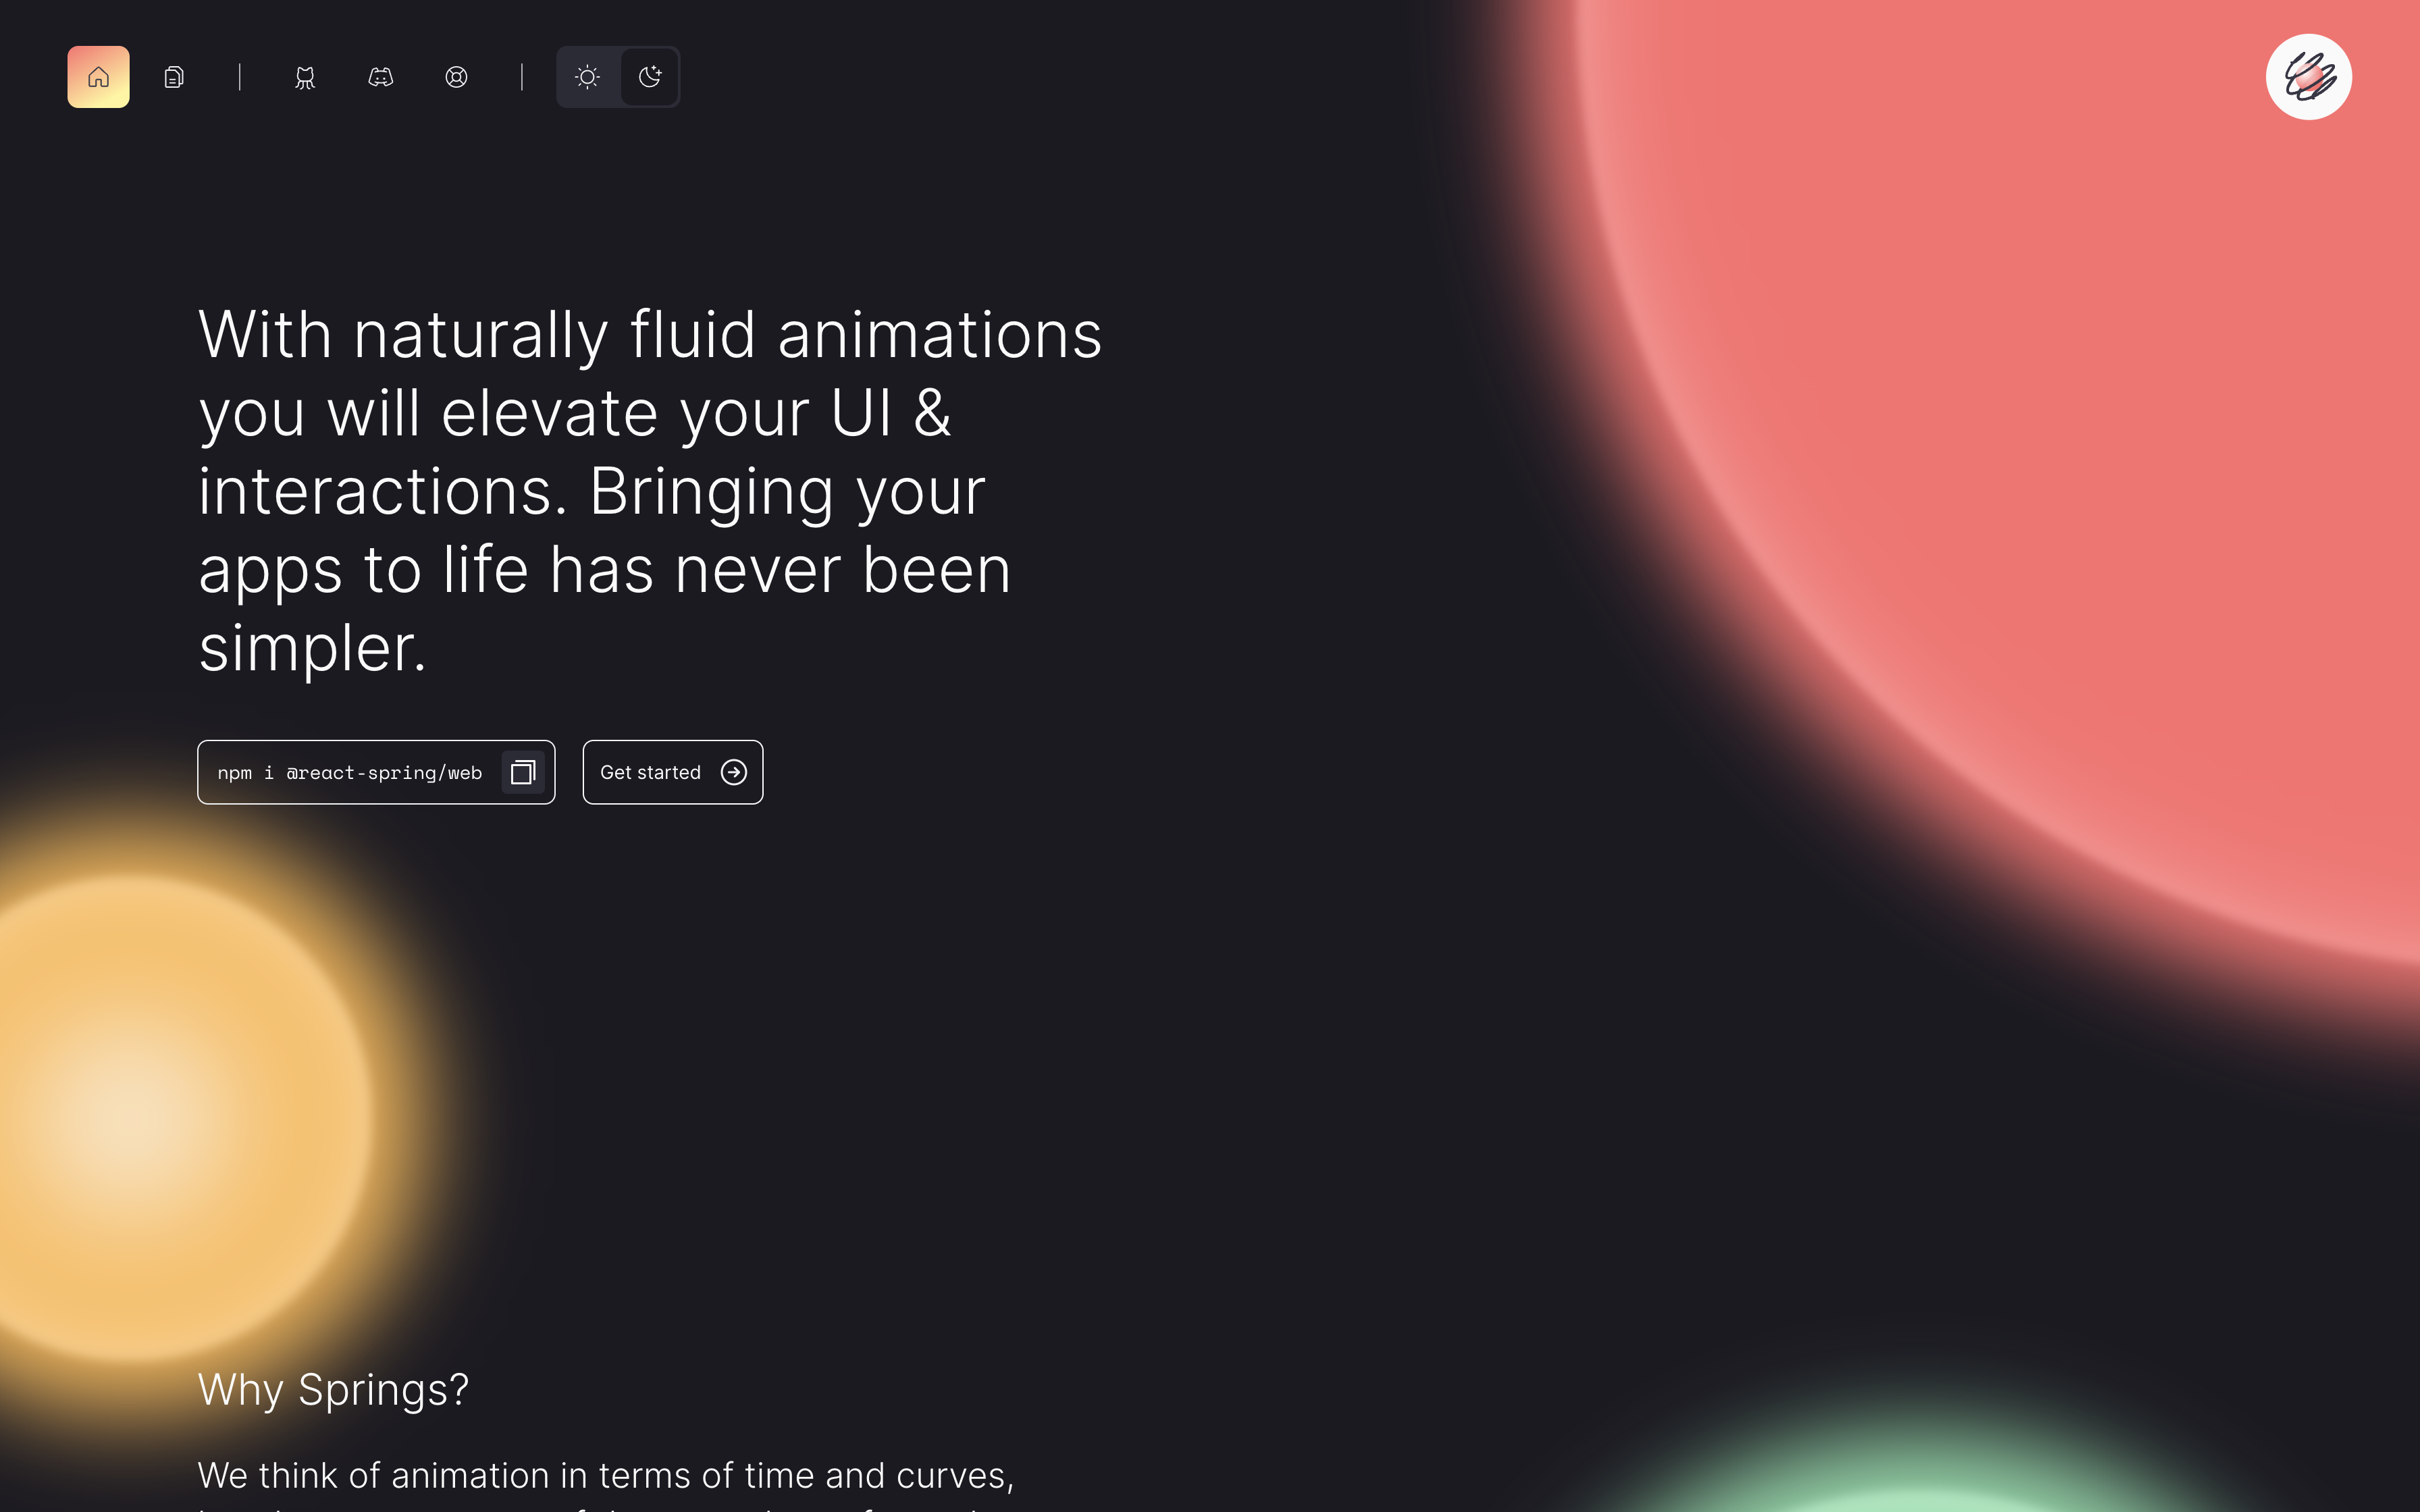 With naturally fluid animations
you will elevate your UI &
interactions. Bringing your
apps to life has never been
simpler.
npm i @react-spring/web
Get started
Why Springs?
We think of animation in terms of time and curves,